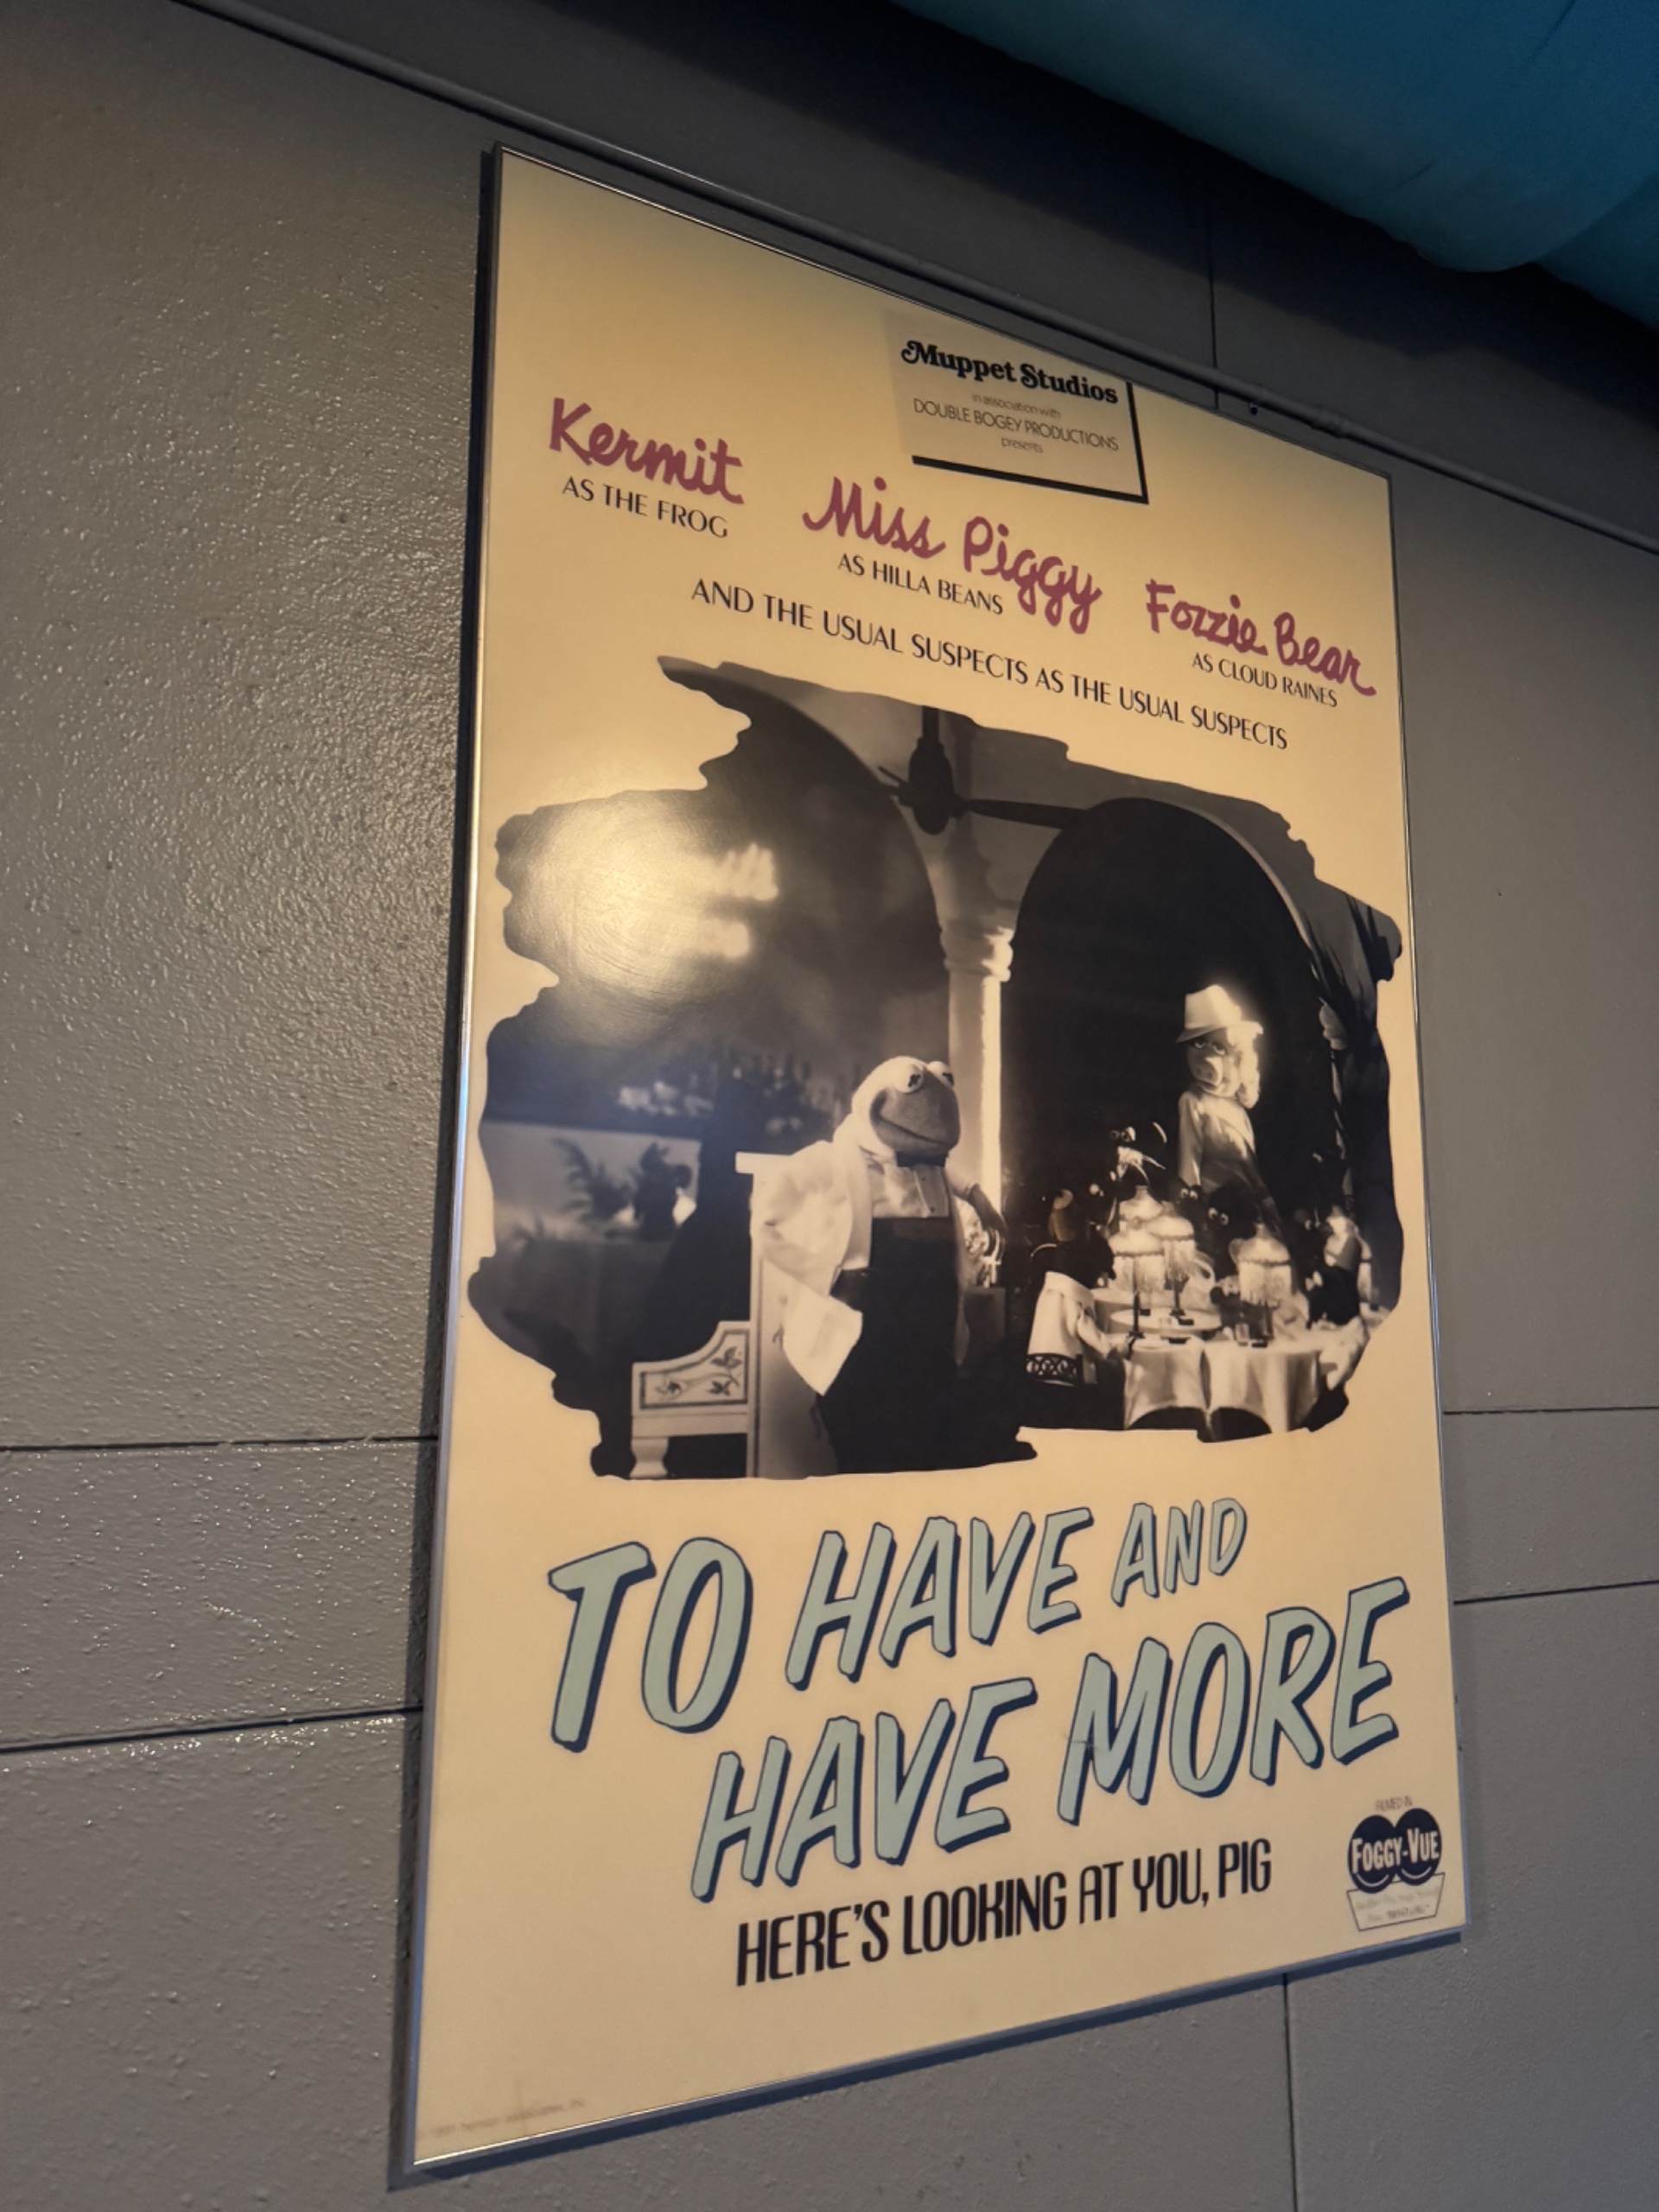 Muppet Studios
in association with
DOUBLE BOGEY PRODUCTIONS
presents
Kermit
AS THE FROG
Miss Piggy
AS HILLA BEANS
Fozzie Bear
AS CLOUD RAINES
AND THE USUAL SUSPECTS AS THE USUAL SUSPECTS
TO HAVE AND
HAVE MORE
HERE'S LOOKING AT YOU, PIG
FILMED IN
FOGGY-VUE